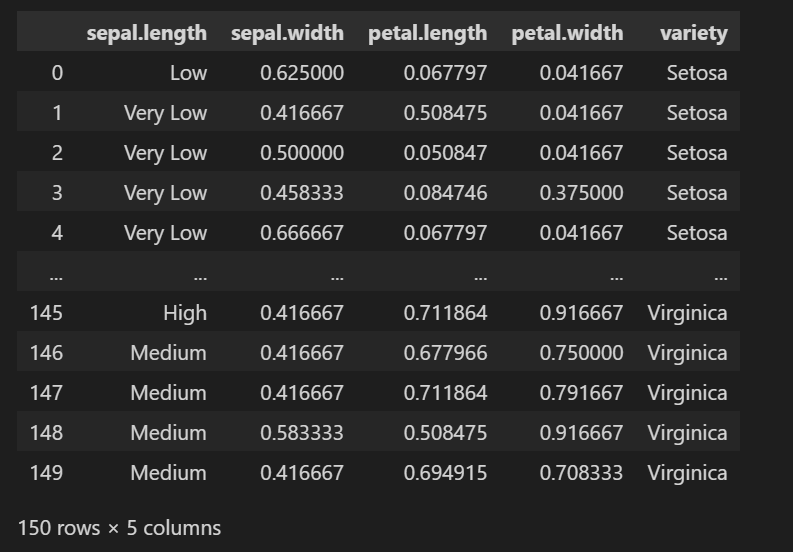 sepal.length sepal.width petal.length petal.width variety
0 Low 0.625000 0.067797 0.041667 Setosa
1 Very Low 0.416667 0.508475 0.041667 Setosa
2 Very Low 0.500000 0.050847 0.041667 Setosa
3 Very Low 0.458333 0.084746 0.375000 Setosa
4 Very Low 0.666667 0.067797 0.041667 Setosa
... ... ... ... ... ...
145 High 0.416667 0.711864 0.916667 Virginica
146 Medium 0.416667 0.677966 0.750000 Virginica
147 Medium 0.416667 0.711864 0.791667 Virginica
148 Medium 0.583333 0.508475 0.916667 Virginica
149 Medium 0.416667 0.694915 0.708333 Virginica
150 rows × 5 columns